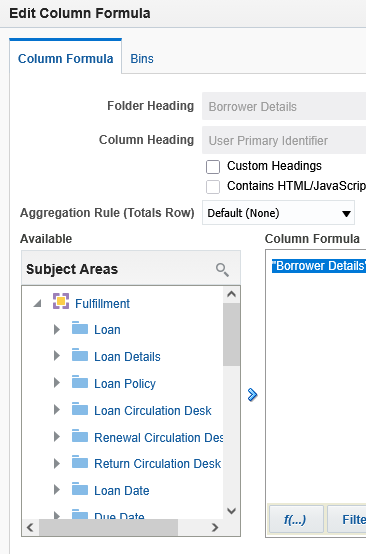 Edit Column Formula
Column Formula
Bins
Folder Heading
Borrower Details
Column Heading
User Primary Identifier
Custom Headings
Contains HTML/JavaScrip
Aggregation Rule (Totals Row)
Default (None)
Available
Column Formula
Subject Areas
"Borrower Details"
Fulfillment
Loan
Loan Details
Loan Policy
Loan Circulation Desk
Renewal Circulation Des
Return Circulation Desk
Loan Date
Due Date
f(...)
Filte